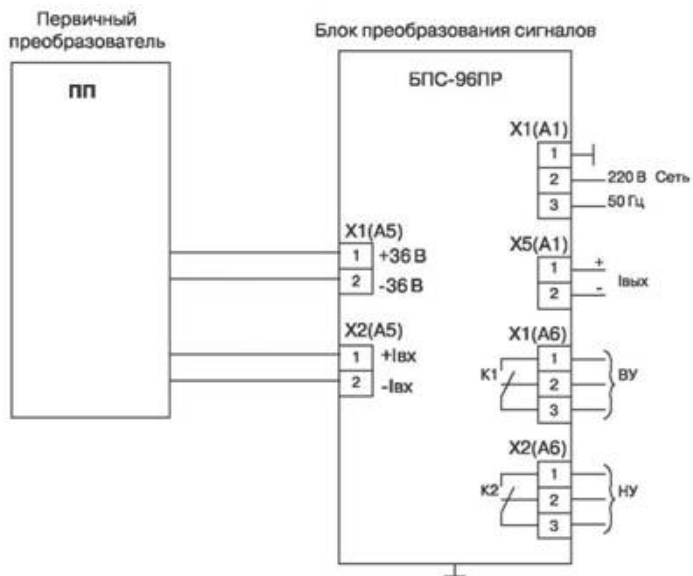 Первичный
преобразователь
ПП
Блок преобразования сигналов
БПС-96ПР
X1(A1)
1
2 220 В Сеть
3 50 Гц
X1(A5)
1 +36 В
2 -36 В
X5(A1)
1 +
2 - Iвых
X2(A5)
1 +Iвх
2 -Iвх
X1(A6)
K1 1
2 ВУ
3
X2(A6)
K2 1
2 НУ
3